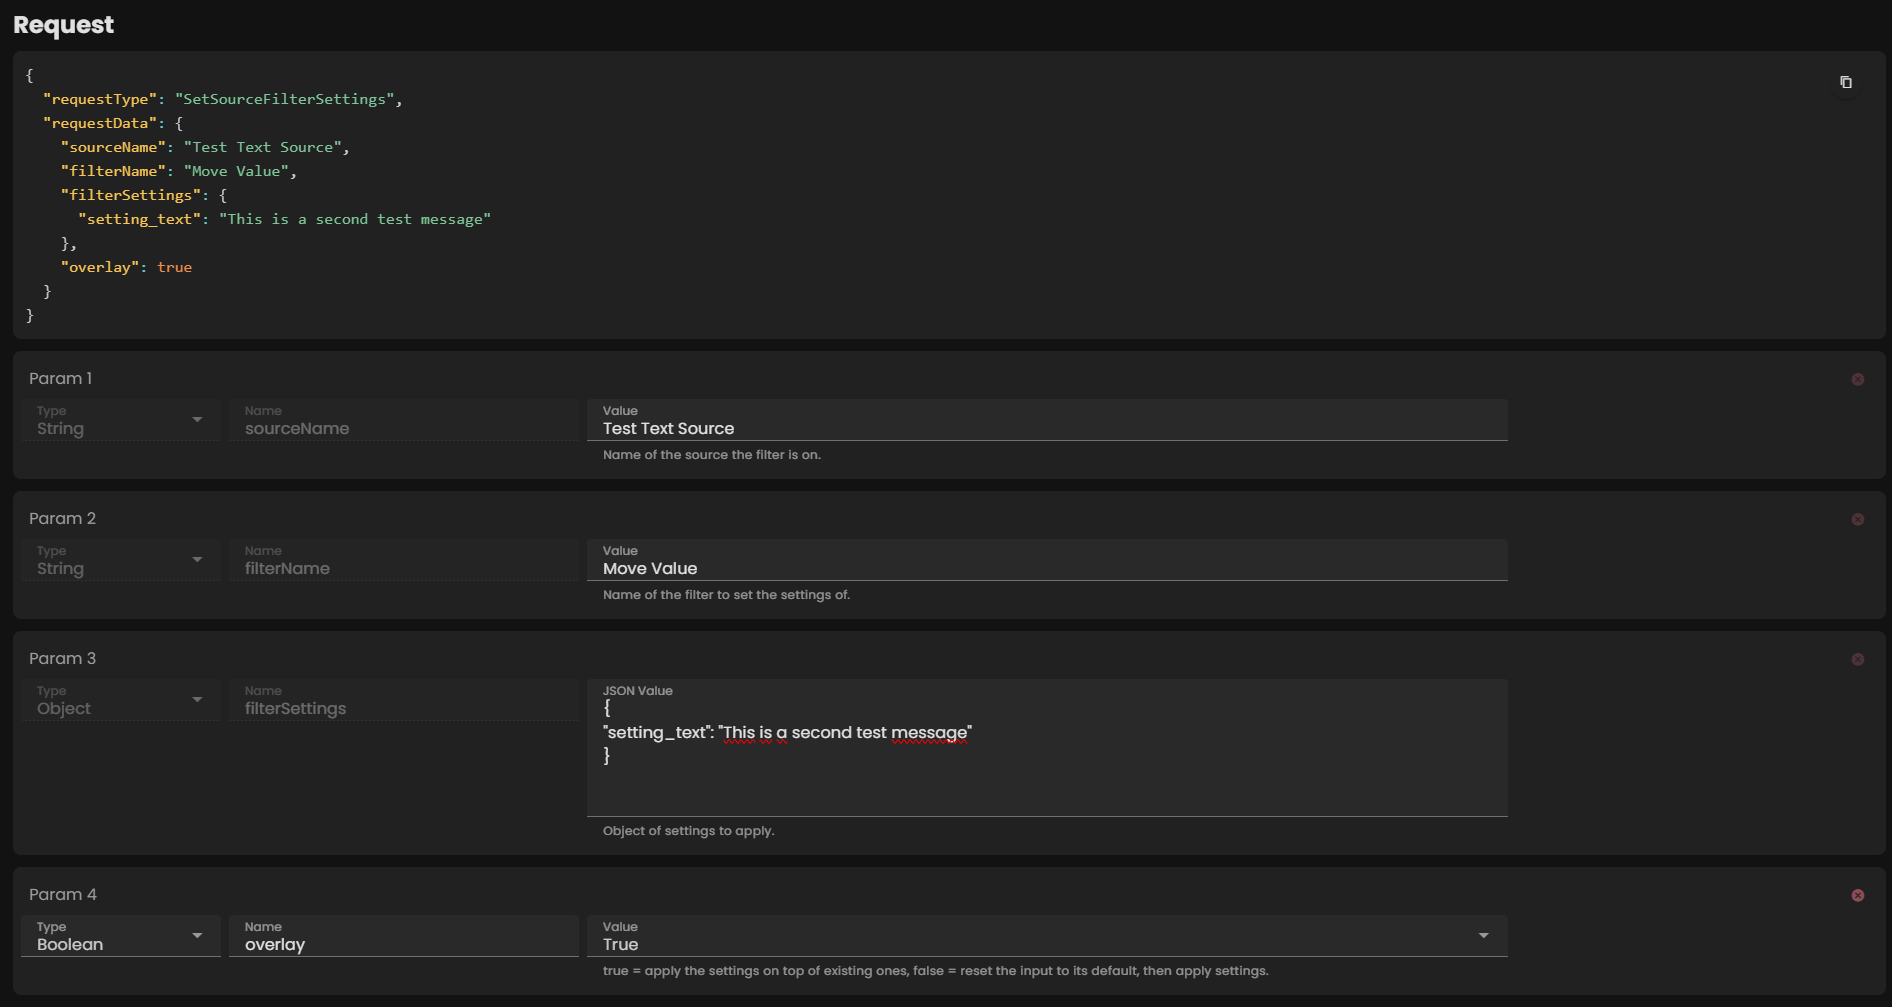 Request
{
"requestType": "SetSourceFilterSettings",
"requestData": {
"sourceName": "Test Text Source",
"filterName": "Move Value",
"filterSettings": {
"setting_text": "This is a second test message"
},
"overlay": true
}
}
Param 1
Type
String
Name
sourceName
Value
Test Text Source
Name of the source the filter is on.
Param 2
Type
String
Name
filterName
Value
Move Value
Name of the filter to set the settings of.
Param 3
Type
Object
Name
filterSettings
JSON Value
{
"setting_text": "This is a second test message"
}
Object of settings to apply.
Param 4
Type
Boolean
Name
overlay
Value
True
true = apply the settings on top of existing ones, false = reset the input to its default, then apply settings.